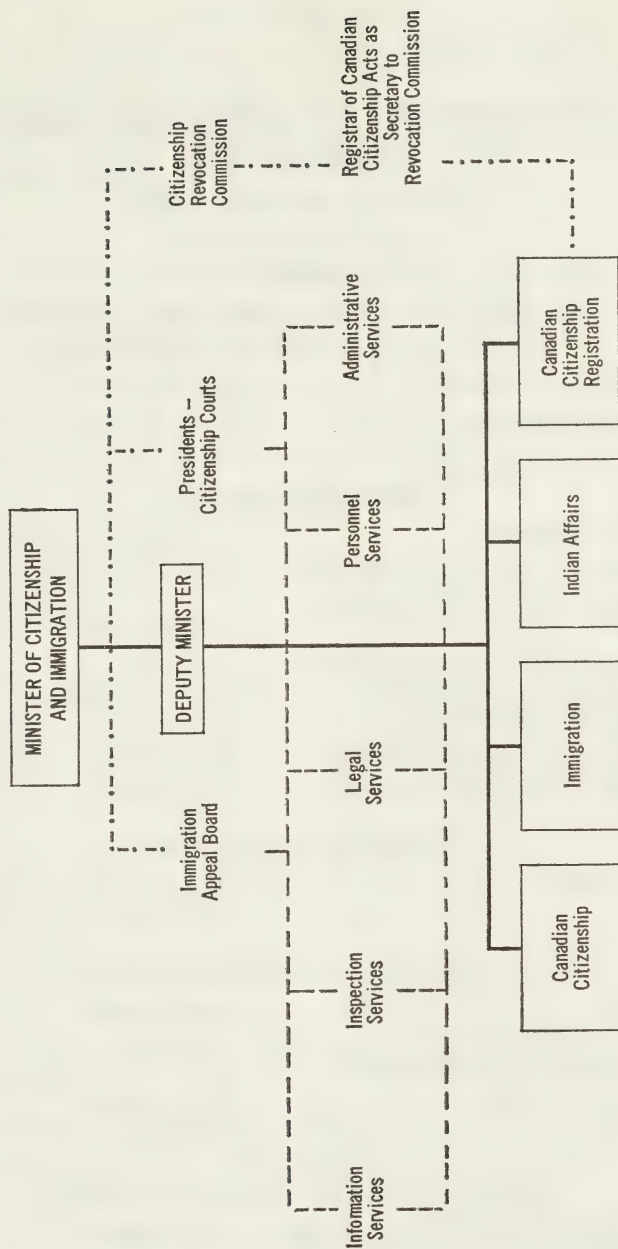 MINISTER OF CITIZENSHIP
AND IMMIGRATION
DEPUTY MINISTER
Immigration
Appeal Board
Presidents –
Citizenship Courts
Citizenship
Revocation
Commission
Information
Services
Inspection
Services
Legal
Services
Personnel
Services
Administrative
Services
Registrar of Canadian
Citizenship Acts as
Secretary to
Revocation Commission
Canadian
Citizenship
Immigration
Indian Affairs
Canadian
Citizenship
Registration